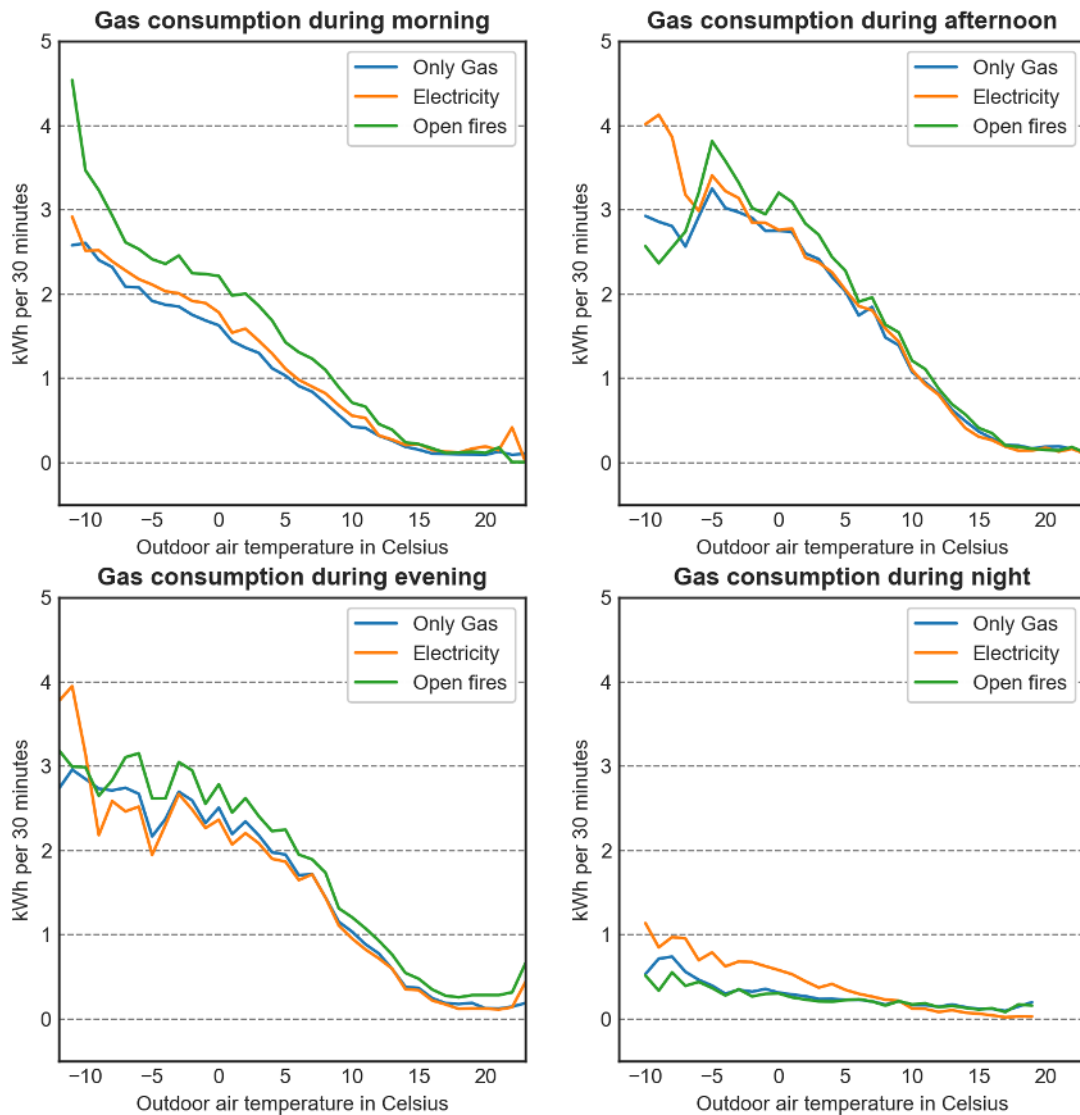 Gas consumption during morning
5
4
3
2
1
0
kWh per 30 minutes
Only Gas
Electricity
Open fires
−10 −5 0 5 10 15 20
Outdoor air temperature in Celsius
Gas consumption during afternoon
5
4
3
2
1
0
kWh per 30 minutes
Only Gas
Electricity
Open fires
−10 −5 0 5 10 15 20
Outdoor air temperature in Celsius
Gas consumption during evening
5
4
3
2
1
0
kWh per 30 minutes
Only Gas
Electricity
Open fires
−10 −5 0 5 10 15 20
Outdoor air temperature in Celsius
Gas consumption during night
5
4
3
2
1
0
kWh per 30 minutes
Only Gas
Electricity
Open fires
−10 −5 0 5 10 15 20
Outdoor air temperature in Celsius